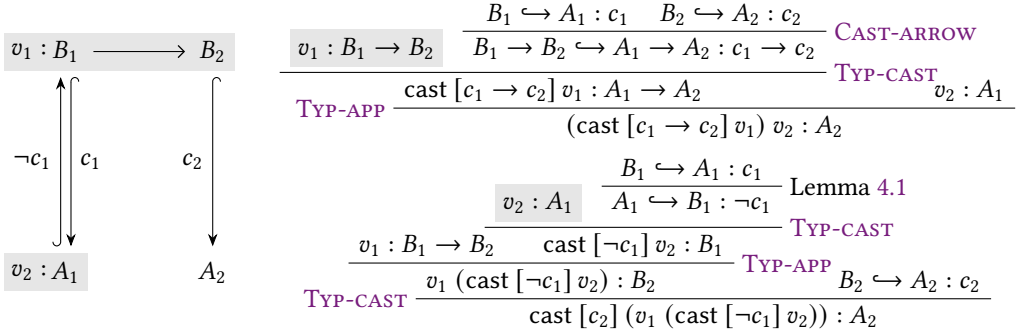 v₁ : B₁ ⟶ B₂
¬c₁ c₁ c₂
v₂ : A₁ A₂
B₁ ↪ A₁ : c₁ B₂ ↪ A₂ : c₂
CAST-ARROW
v₁ : B₁ → B₂ B₁ → B₂ ↪ A₁ → A₂ : c₁ → c₂
TYP-CAST
cast [c₁ → c₂] v₁ : A₁ → A₂ v₂ : A₁
TYP-APP
(cast [c₁ → c₂] v₁) v₂ : A₂
B₁ ↪ A₁ : c₁
Lemma 4.1
v₂ : A₁ A₁ ↪ B₁ : ¬c₁
TYP-CAST
v₁ : B₁ → B₂ cast [¬c₁] v₂ : B₁
TYP-APP
v₁ (cast [¬c₁] v₂) : B₂ B₂ ↪ A₂ : c₂
TYP-CAST
cast [c₂] (v₁ (cast [¬c₁] v₂)) : A₂